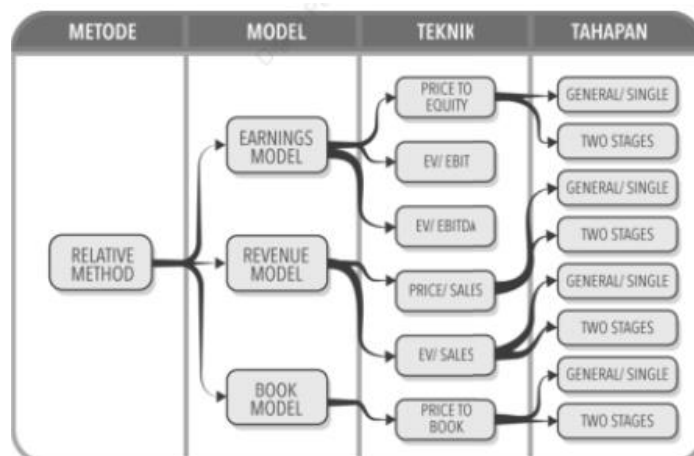 METODE
MODEL
TEKNIK
TAHAPAN
RELATIVE
METHOD
EARNINGS
MODEL
REVENUE
MODEL
BOOK
MODEL
PRICE TO
EQUITY
EV/ EBIT
EV/ EBITDA
PRICE/ SALES
EV/ SALES
PRICE TO
BOOK
GENERAL/ SINGLE
TWO STAGES
GENERAL/ SINGLE
TWO STAGES
GENERAL/ SINGLE
TWO STAGES
GENERAL/ SINGLE
TWO STAGES